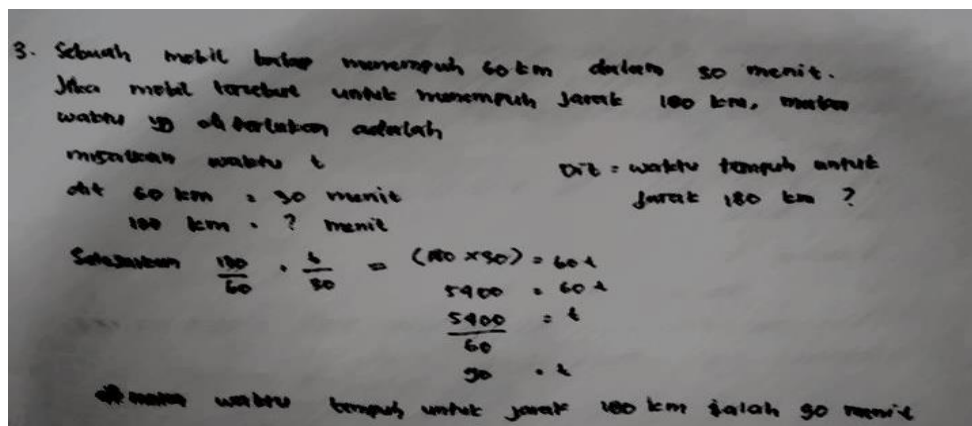 3. Sebuah mobil balap menempuh 60 km dalam 30 menit.
Jika mobil tersebut untuk menempuh Jarak 180 km, maka
waktu yg di perlukan adalah
misalkan waktu t
dit 60 km = 30 menit
Dit = waktu tempuh untuk
180 km = ? menit
Jarak 180 km ?
Selesaikan 180/60 = t/30 = (180 x 30) = 60 t
5400 = 60 t
5400/60 = t
90 = t
waktu tempuh untuk jarak 180 km ialah 90 menit